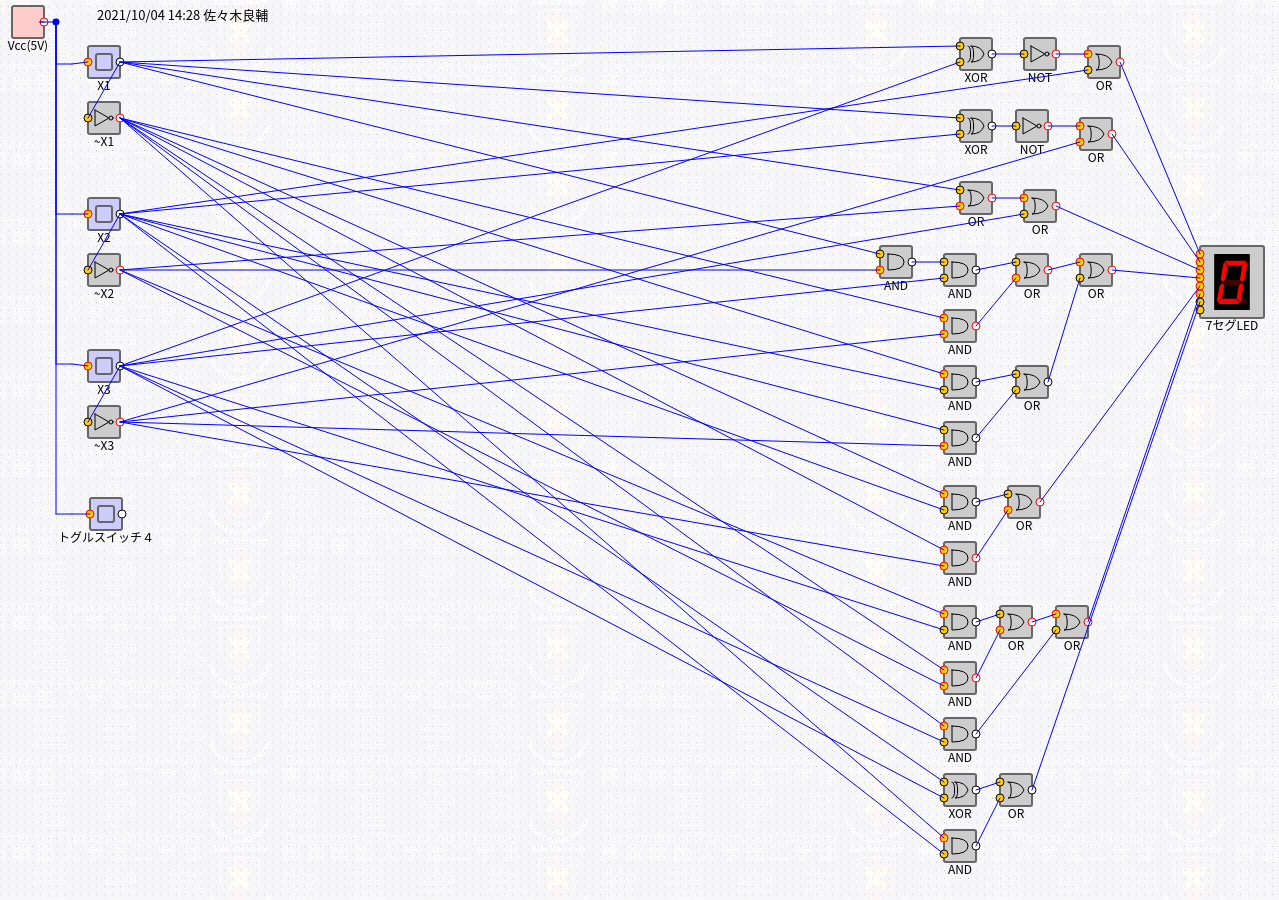 2021/10/04 14:28 佐々木良輔
Vcc(5V)
X1
~X1
X2
~X2
X3
~X3
トグルスイッチ４
XOR
NOT
OR
XOR
NOT
OR
OR
OR
AND
AND
OR
OR
AND
AND
OR
AND
AND
OR
AND
AND
OR
OR
AND
AND
XOR
OR
AND
7セグLED